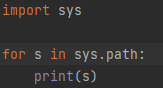 import sys

for s in sys.path:
    print(s)